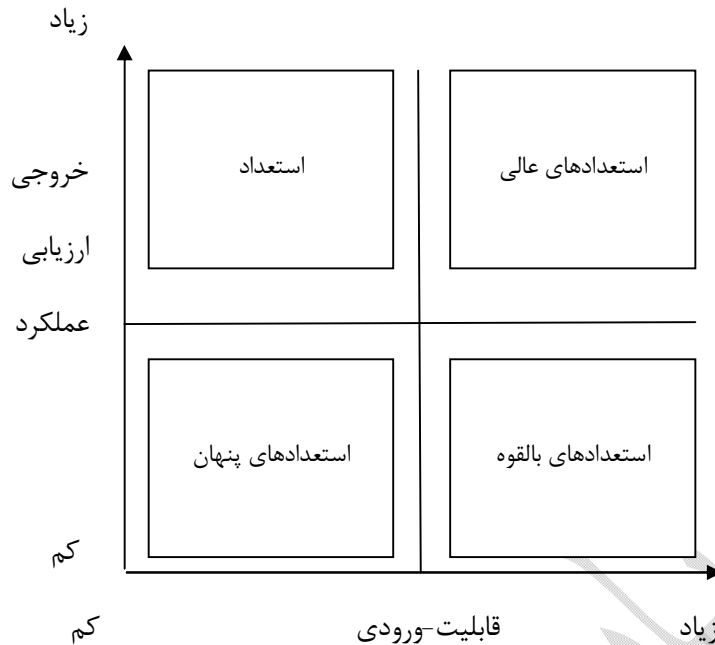 زیاد
استعدادهای عالی
استعداد
خروجی
ارزیابی
عملکرد
استعدادهای بالقوه
استعدادهای پنهان
کم
زیاد
قابلیت-ورودی
کم